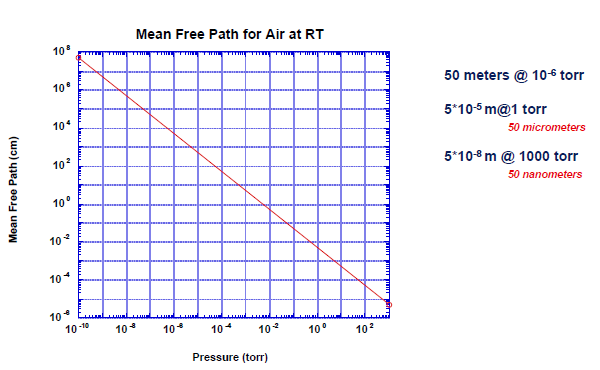 Mean Free Path for Air at RT
Mean Free Path (cm)
10^8
10^6
10^4
10^2
10^0
10^-2
10^-4
10^-6
10^-10
10^-8
10^-6
10^-4
10^-2
10^0
10^2
Pressure (torr)
50 meters @ 10^-6 torr
5*10^-5 m@1 torr
50 micrometers
5*10^-8 m @ 1000 torr
50 nanometers